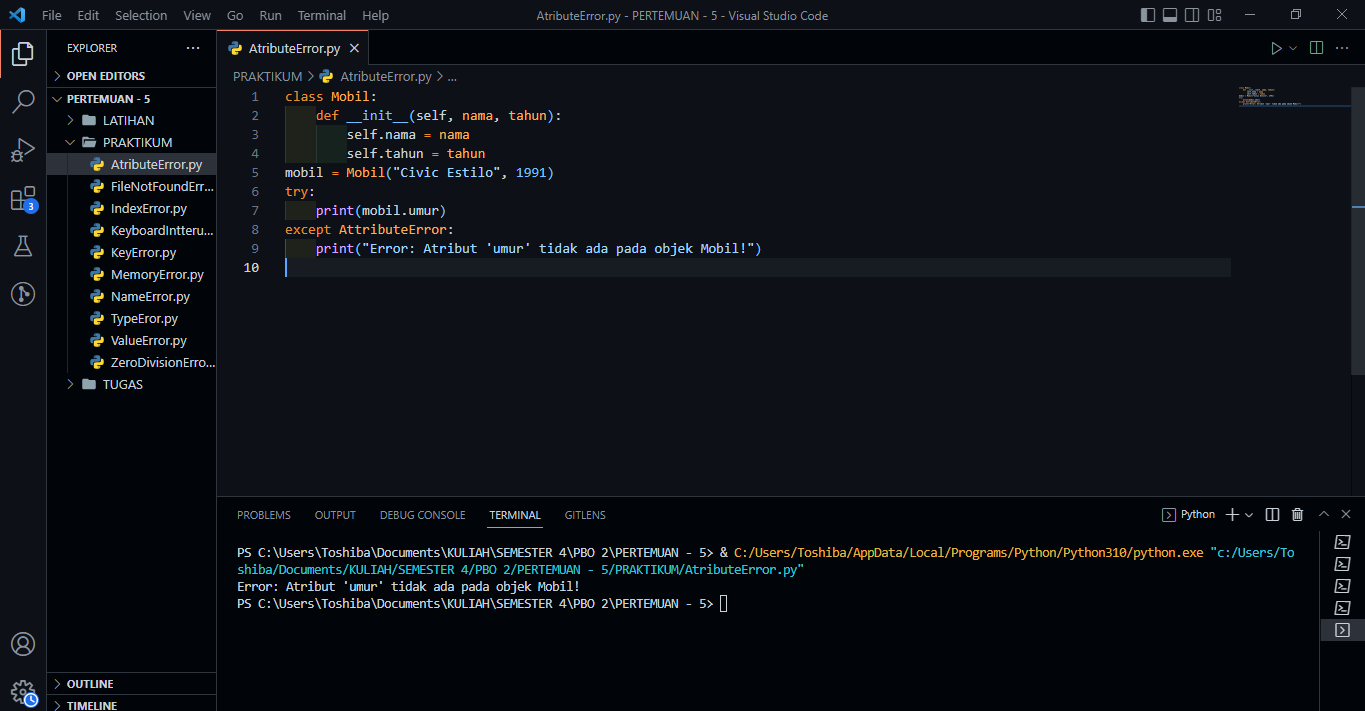 File Edit Selection View Go Run Terminal Help
AtributeError.py - PERTEMUAN - 5 - Visual Studio Code
EXPLORER
OPEN EDITORS
PERTEMUAN - 5
LATIHAN
PRAKTIKUM
AtributeError.py
FileNotFoundErr...
IndexError.py
KeyboardIntteru...
KeyError.py
MemoryError.py
NameError.py
TypeEror.py
ValueError.py
ZeroDivisionErro...
TUGAS
OUTLINE
TIMELINE
3
AtributeError.py
PRAKTIKUM > AtributeError.py > ...
1 class Mobil:
2     def __init__(self, nama, tahun):
3         self.nama = nama
4         self.tahun = tahun
5 mobil = Mobil("Civic Estilo", 1991)
6 try:
7     print(mobil.umur)
8 except AttributeError:
9     print("Error: Atribut 'umur' tidak ada pada objek Mobil!")
10
PROBLEMS OUTPUT DEBUG CONSOLE TERMINAL GITLENS
Python
PS C:\Users\Toshiba\Documents\KULIAH\SEMESTER 4\PBO 2\PERTEMUAN - 5> & C:/Users/Toshiba/AppData/Local/Programs/Python/Python310/python.exe "c:/Users/To
shiba/Documents/KULIAH/SEMESTER 4/PBO 2/PERTEMUAN - 5/PRAKTIKUM/AtributeError.py"
Error: Atribut 'umur' tidak ada pada objek Mobil!
PS C:\Users\Toshiba\Documents\KULIAH\SEMESTER 4\PBO 2\PERTEMUAN - 5>